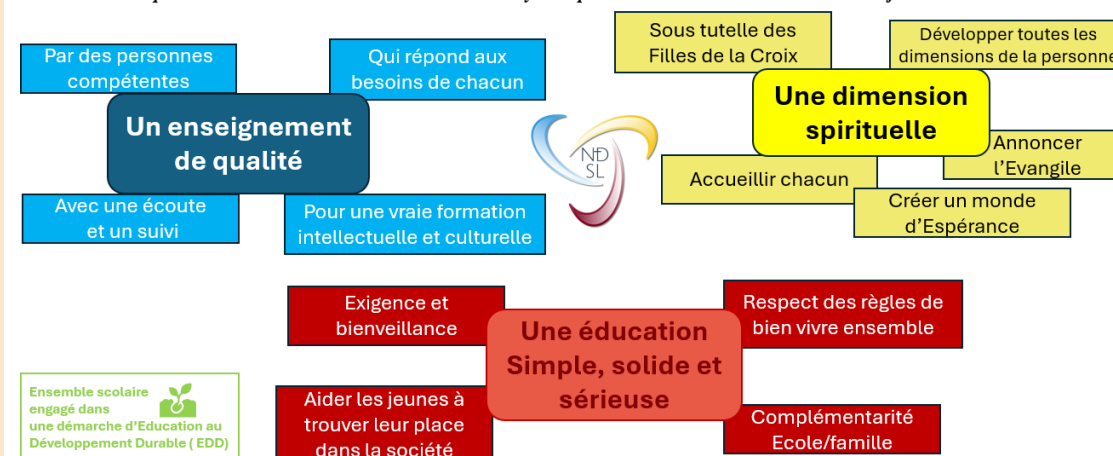 Par des personnes
compétentes
Qui répond aux
besoins de chacun
Un enseignement
de qualité
Avec une écoute
et un suivi
Pour une vraie formation
intellectuelle et culturelle
ND
SL
Sous tutelle des
Filles de la Croix
Développer toutes les
dimensions de la personne
Une dimension
spirituelle
Annoncer
l'Evangile
Accueillir chacun
Créer un monde
d'Espérance
Exigence et
bienveillance
Respect des règles de
bien vivre ensemble
Une éducation
Simple, solide et
sérieuse
Aider les jeunes à
trouver leur place
dans la société
Complémentarité
Ecole/famille
Ensemble scolaire
engagé dans
une démarche d'Education au
Développement Durable ( EDD)